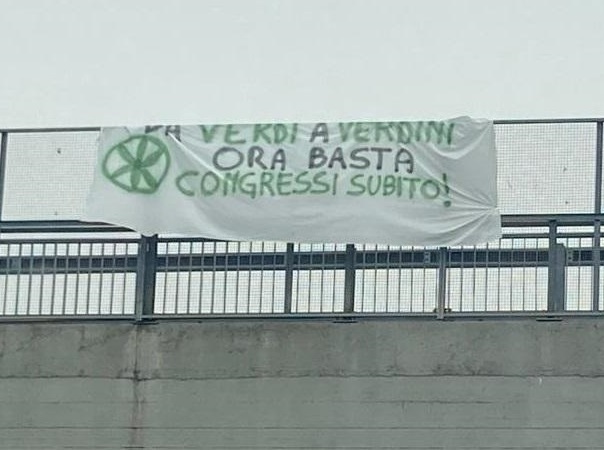 DA VERDI A VERDINI
ORA BASTA
CONGRESSI SUBITO!